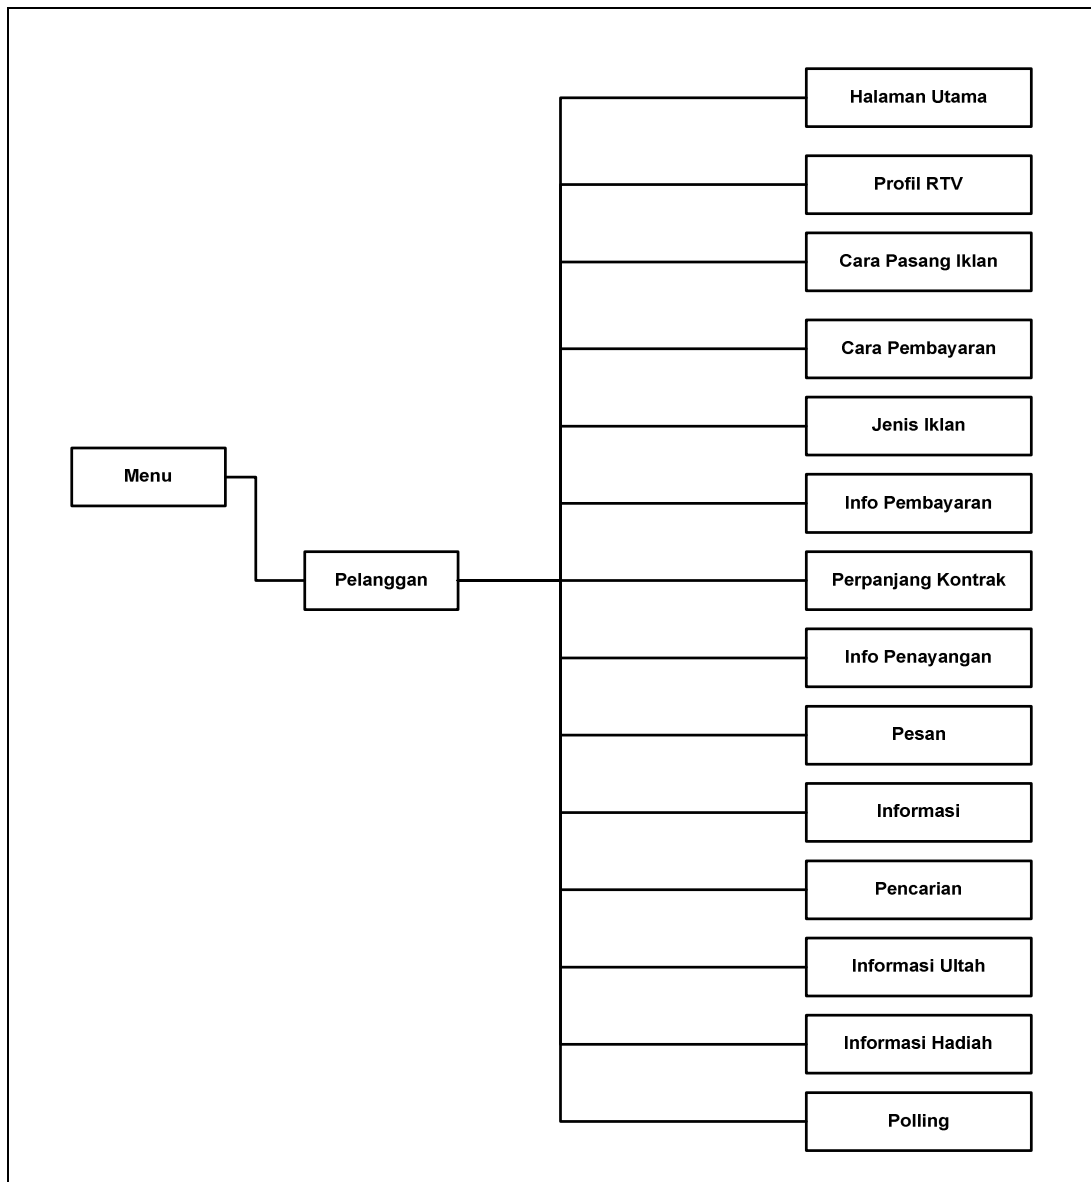 Halaman Utama
Profil RTV
Cara Pasang Iklan
Cara Pembayaran
Jenis Iklan
Menu
Info Pembayaran
Pelanggan
Perpanjang Kontrak
Info Penayangan
Pesan
Informasi
Pencarian
Informasi Ultah
Informasi Hadiah
Polling